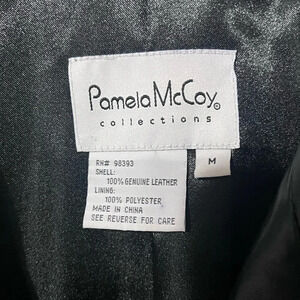 Pamela McCoy®
collections
RN# 98393
SHELL:
100% GENUINE LEATHER
LINING:
100% POLYESTER
MADE IN CHINA
SEE REVERSE FOR CARE
M